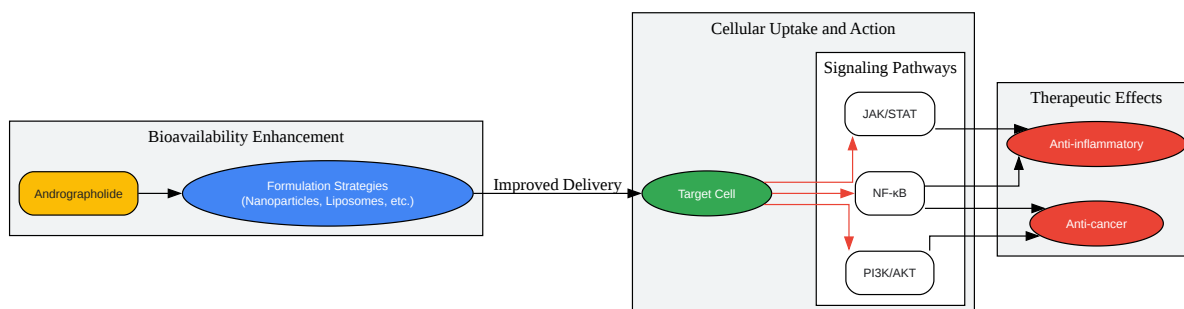 Bioavailability Enhancement
Andrographolide
Formulation Strategies
(Nanoparticles, Liposomes, etc.)
Improved Delivery
Cellular Uptake and Action
Target Cell
Signaling Pathways
JAK/STAT
NF-κB
PI3K/AKT
Therapeutic Effects
Anti-inflammatory
Anti-cancer